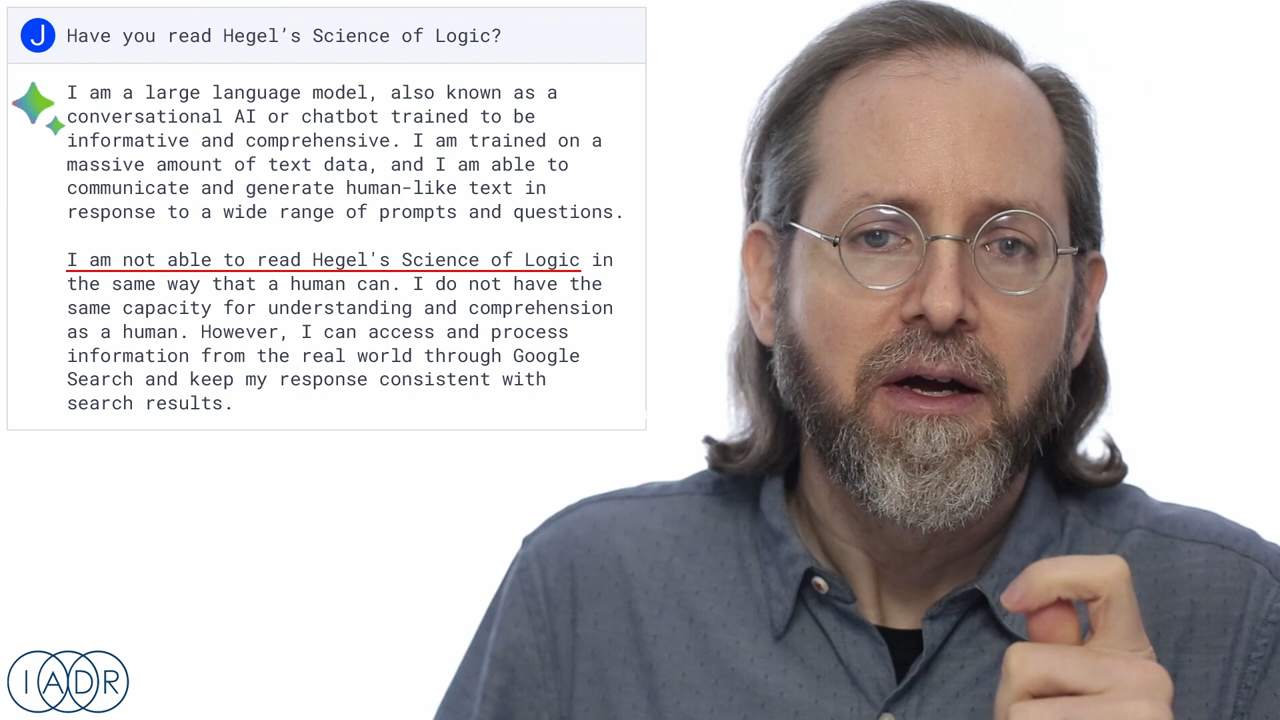 J Have you read Hegel’s Science of Logic?
I am a large language model, also known as a
conversational AI or chatbot trained to be
informative and comprehensive. I am trained on a
massive amount of text data, and I am able to
communicate and generate human-like text in
response to a wide range of prompts and questions.
I am not able to read Hegel's Science of Logic in
the same way that a human can. I do not have the
same capacity for understanding and comprehension
as a human. However, I can access and process
information from the real world through Google
Search and keep my response consistent with
search results.
IADR